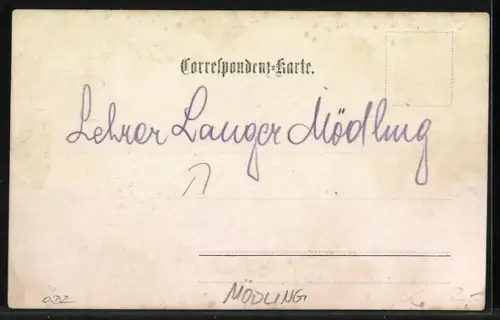 Correspondenz-Karte.
Lehrer Langer Mödling
MÖDLING